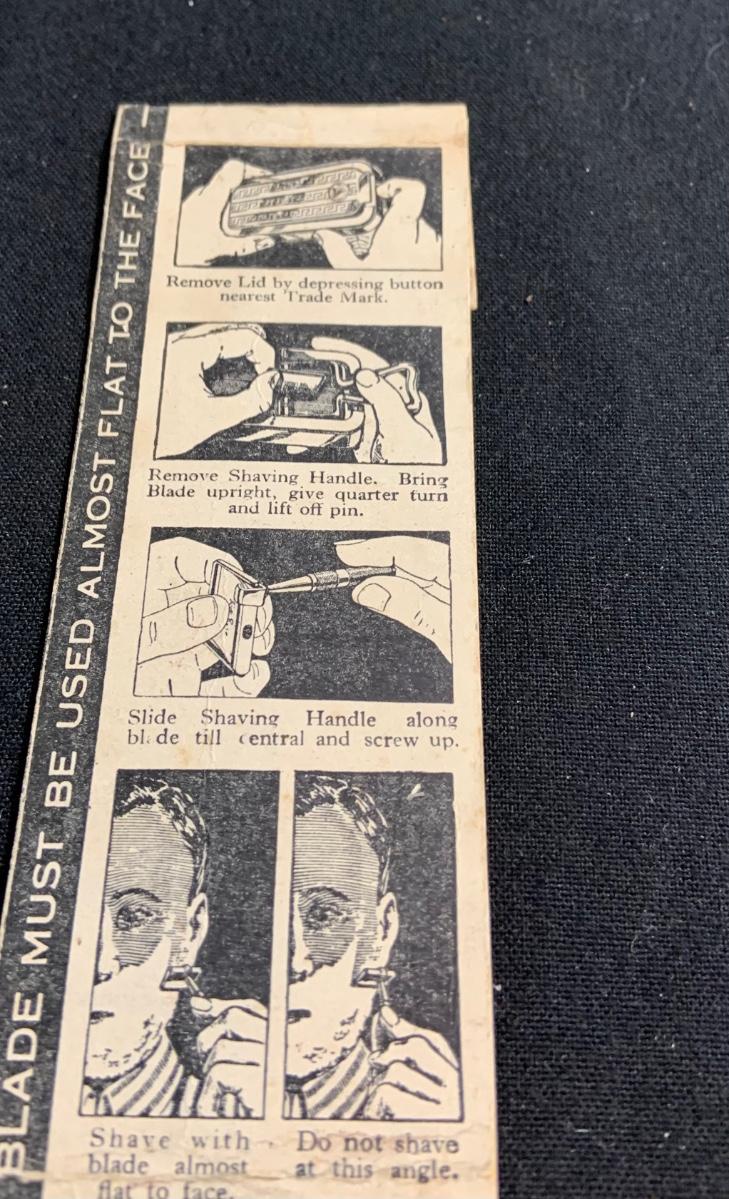 BLADE MUST BE USED ALMOST FLAT TO THE FACE —
Remove Lid by depressing button
nearest Trade Mark.
Remove Shaving Handle. Bring
Blade upright, give quarter turn
and lift off pin.
Slide Shaving Handle along
blade till central and screw up.
Shave with
blade almost
flat to face.
Do not shave
at this angle.